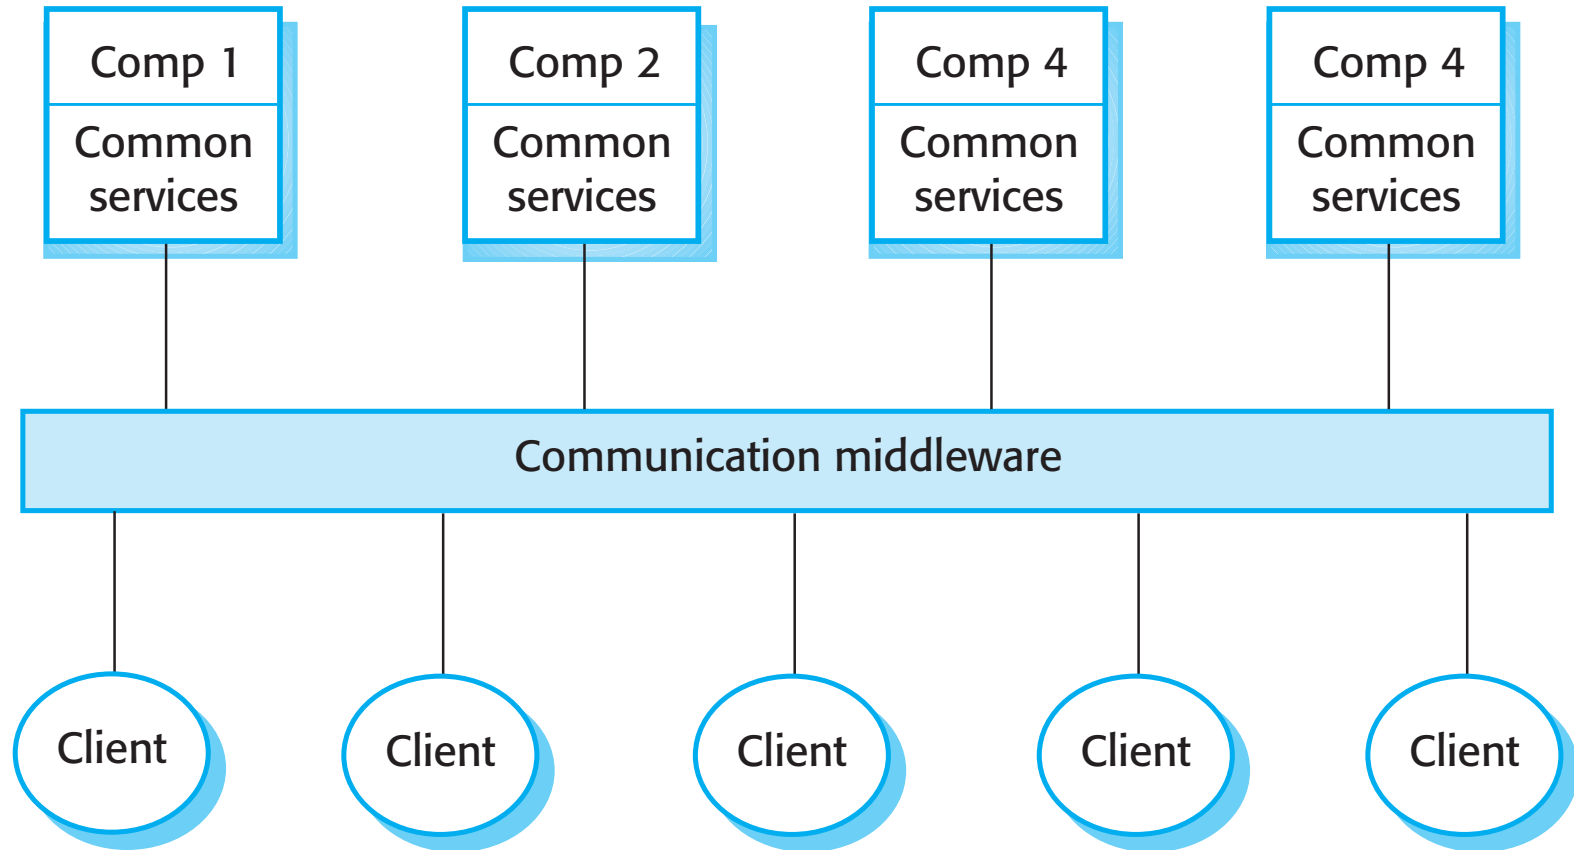 Comp 1
Common
services
Comp 2
Common
services
Comp 4
Common
services
Comp 4
Common
services
Communication middleware
Client
Client
Client
Client
Client